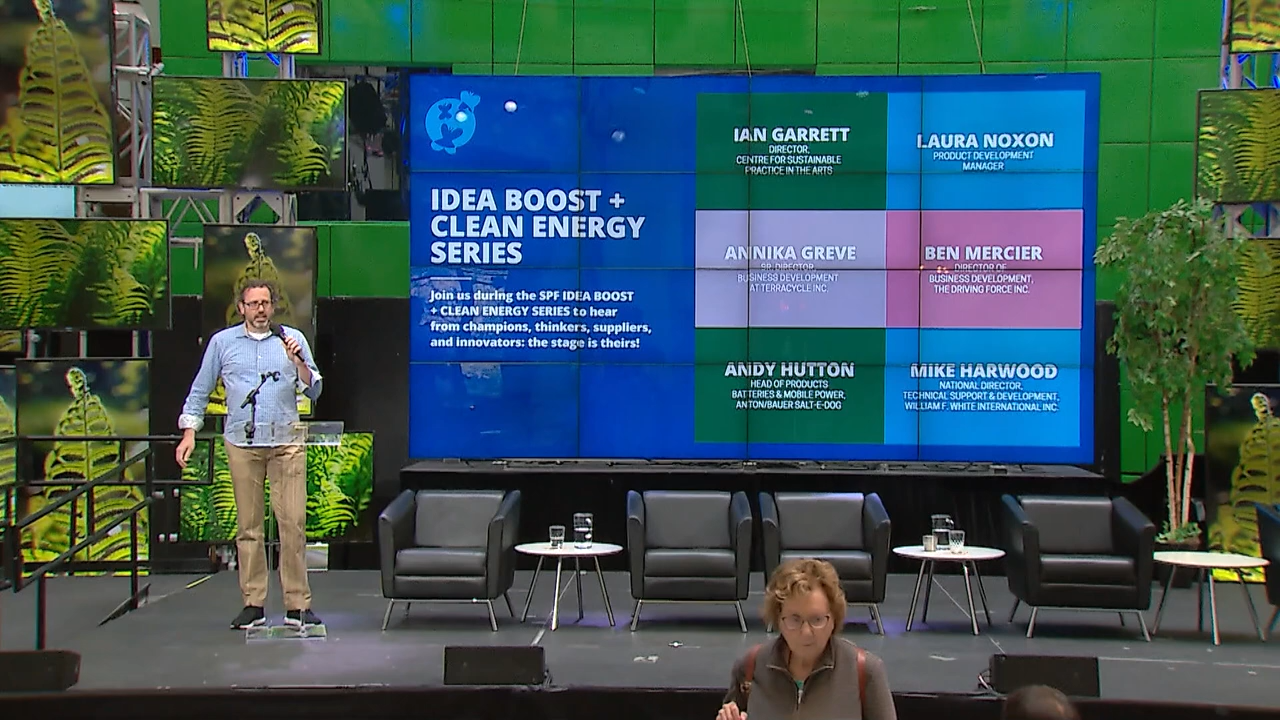 IDEA BOOST +
CLEAN ENERGY
SERIES
Join us during the SPF IDEA BOOST
+ CLEAN ENERGY SERIES to hear
from champions, thinkers, suppliers,
and innovators: the stage is theirs!
IAN GARRETT
DIRECTOR,
CENTRE FOR SUSTAINABLE
PRACTICE IN THE ARTS
LAURA NOXON
PRODUCT DEVELOPMENT
MANAGER
ANNIKA GREVE
SR. DIRECTOR,
BUSINESS DEVELOPMENT
AT TERRACYCLE INC.
BEN MERCIER
DIRECTOR OF
BUSINESS DEVELOPMENT,
THE DRIVING FORCE INC.
ANDY HUTTON
HEAD OF PRODUCTS
BATTERIES & MOBILE POWER,
ANTON/BAUER SALT-E-DOG
MIKE HARWOOD
NATIONAL DIRECTOR,
TECHNICAL SUPPORT & DEVELOPMENT,
WILLIAM F. WHITE INTERNATIONAL INC.